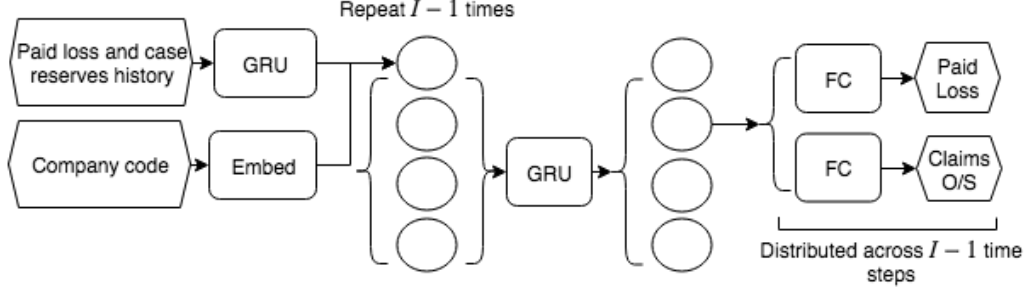 Repeat I − 1 times
Paid loss and case
reserves history
GRU
Company code
Embed
GRU
FC
Paid
Loss
FC
Claims
O/S
Distributed across I − 1 time
steps